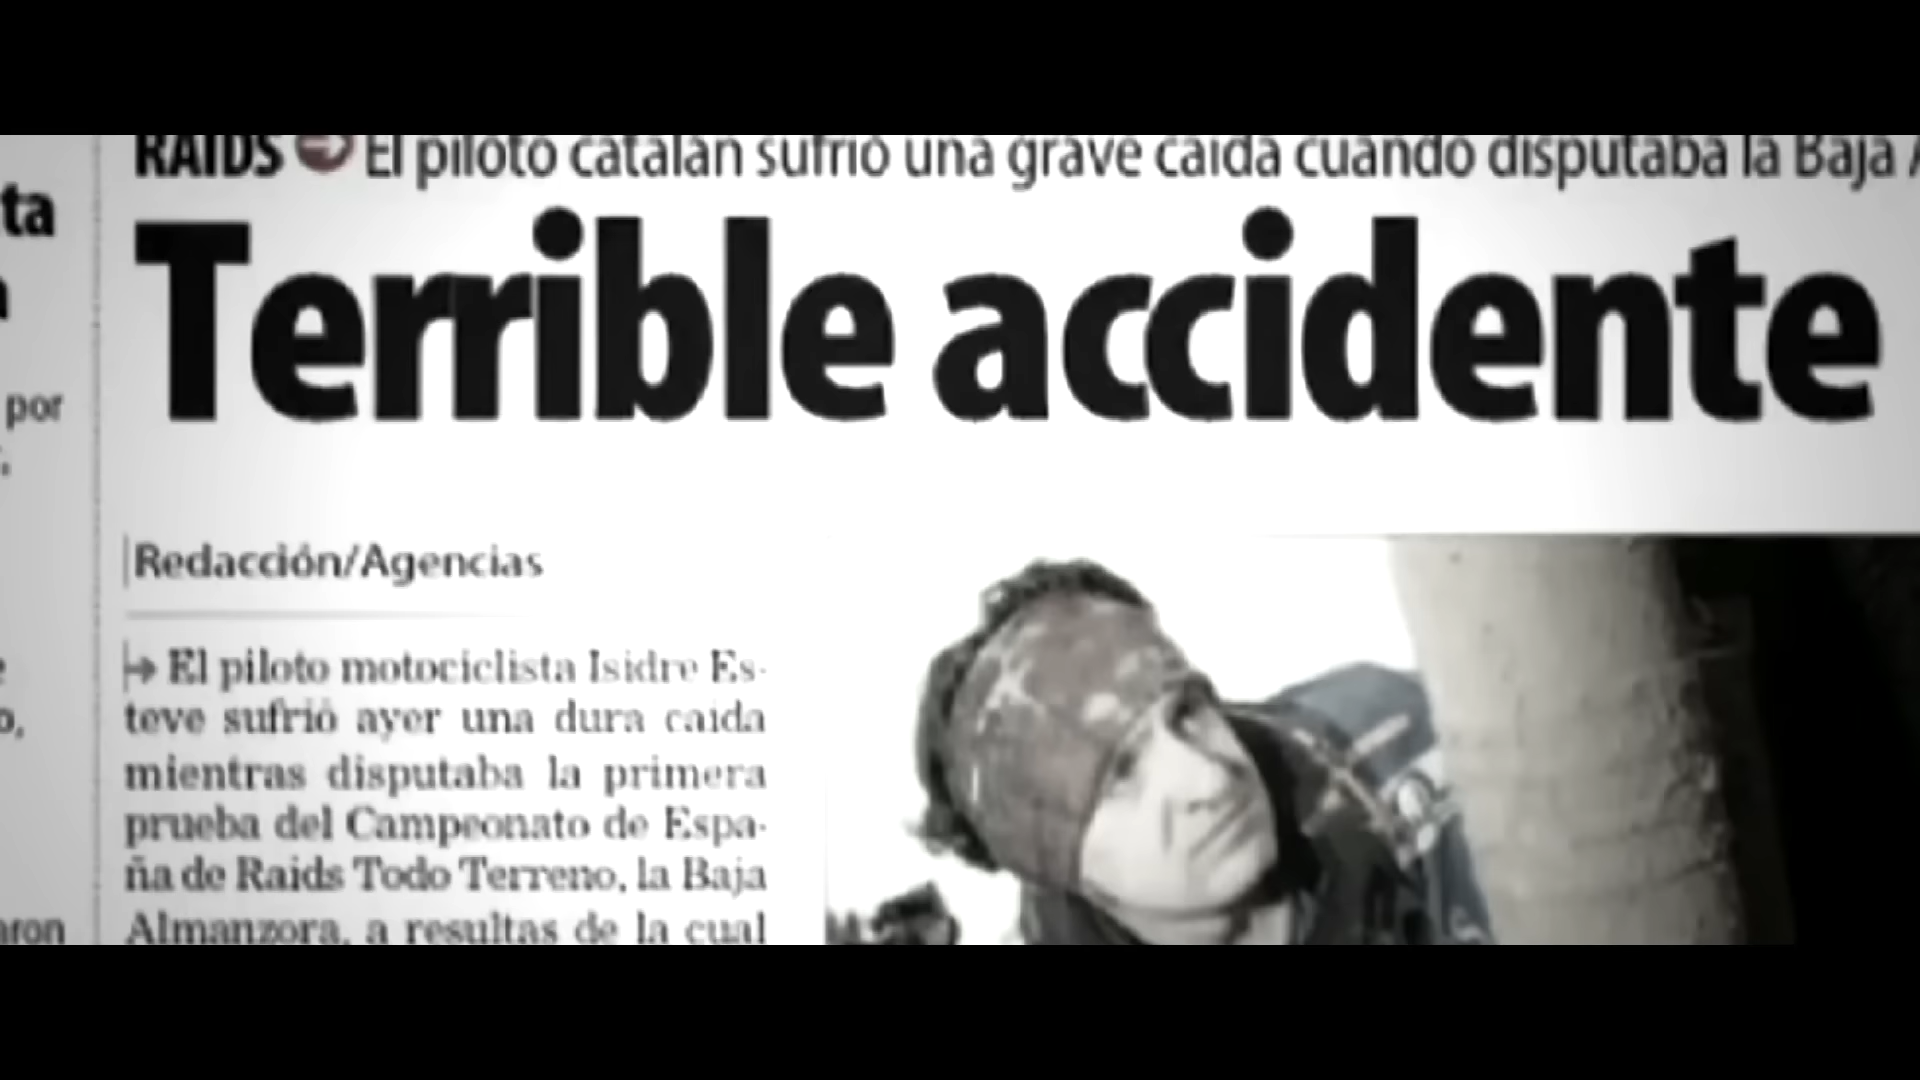 ta
por
o,
aron
RAIDS El piloto catalán sufrió una grave caída cuando disputaba la Baja
Terrible accidente
Redacción/Agencias
El piloto motociclista Isidre Es-
teve sufrió ayer una dura caída
mientras disputaba la primera
prueba del Campeonato de Espa-
ña de Raids Todo Terreno, la Baja
Almanzora, a resultas de la cual